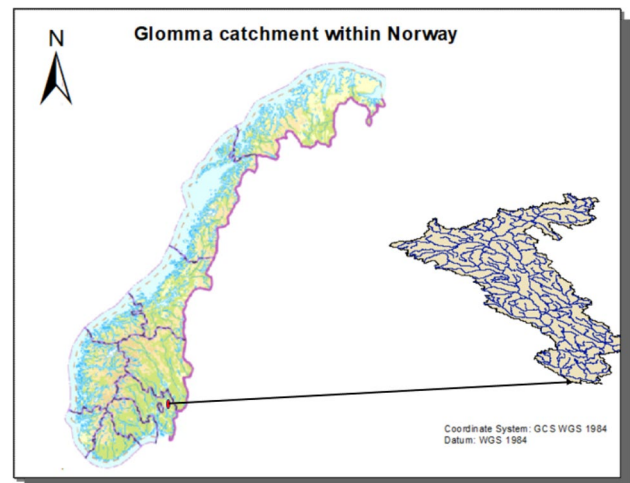 Glomma catchment within Norway
N
Coordinate System: GCS WGS 1984
Datum: WGS 1984